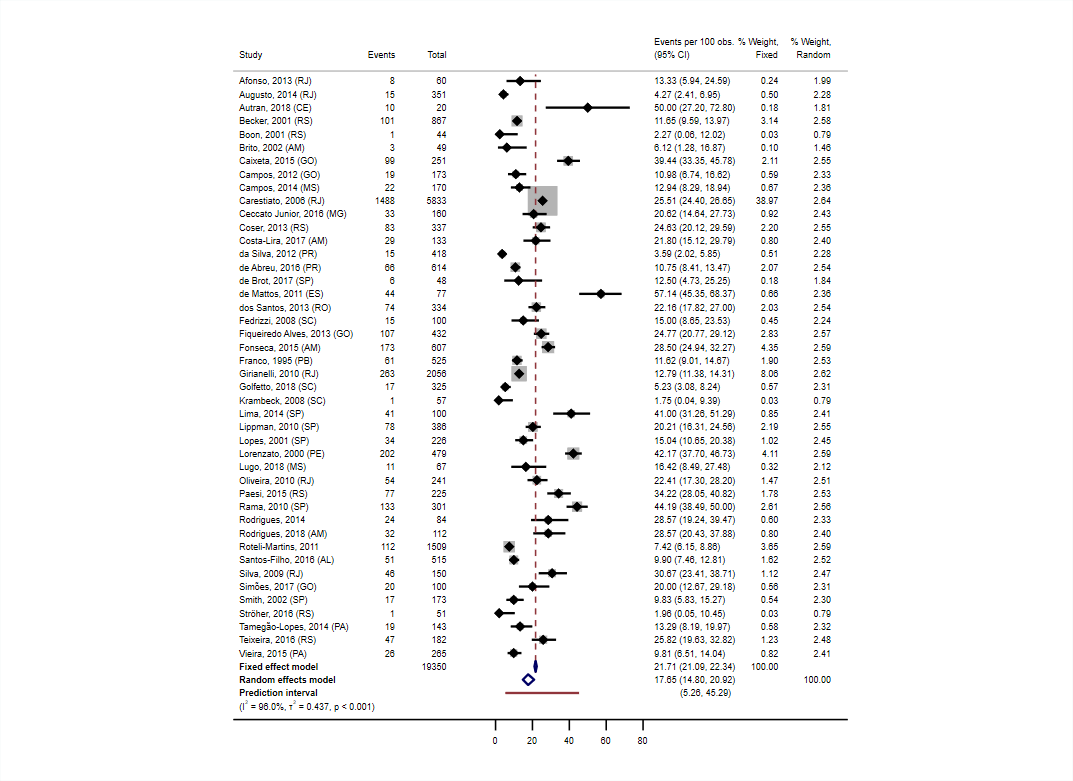 Events per 100 obs. % Weight, % Weight,
Study Events Total (95% CI) Fixed Random
Afonso, 2013 (RJ) 8 60 13.33 (5.94, 24.59) 0.24 1.99
Augusto, 2014 (RJ) 15 351 4.27 (2.41, 6.95) 0.50 2.28
Autran, 2018 (CE) 10 20 50.00 (27.20, 72.80) 0.18 1.81
Becker, 2001 (RS) 101 867 11.65 (9.59, 13.97) 3.14 2.58
Boon, 2001 (RS) 1 44 2.27 (0.06, 12.02) 0.03 0.79
Brito, 2002 (AM) 3 49 6.12 (1.28, 16.87) 0.10 1.46
Caixeta, 2015 (GO) 99 251 39.44 (33.35, 45.78) 2.11 2.55
Campos, 2012 (GO) 19 173 10.98 (6.74, 16.62) 0.59 2.33
Campos, 2014 (MS) 22 170 12.94 (8.29, 18.94) 0.67 2.36
Carestiato, 2006 (RJ) 1488 5833 25.51 (24.40, 26.65) 38.97 2.64
Ceccato Junior, 2016 (MG) 33 160 20.62 (14.64, 27.73) 0.92 2.43
Coser, 2013 (RS) 83 337 24.63 (20.12, 29.59) 2.20 2.55
Costa-Lira, 2017 (AM) 29 133 21.80 (15.12, 29.79) 0.80 2.40
da Silva, 2012 (PR) 15 418 3.59 (2.02, 5.85) 0.51 2.28
de Abreu, 2016 (PR) 66 614 10.75 (8.41, 13.47) 2.07 2.54
de Brot, 2017 (SP) 6 48 12.50 (4.73, 25.25) 0.18 1.84
de Mattos, 2011 (ES) 44 77 57.14 (45.35, 68.37) 0.66 2.36
dos Santos, 2013 (RO) 74 334 22.16 (17.82, 27.00) 2.03 2.54
Fedrizzi, 2008 (SC) 15 100 15.00 (8.65, 23.53) 0.45 2.24
Fiqueiredo Alves, 2013 (GO) 107 432 24.77 (20.77, 29.12) 2.83 2.57
Fonseca, 2015 (AM) 173 607 28.50 (24.94, 32.27) 4.35 2.59
Franco, 1995 (PB) 61 525 11.62 (9.01, 14.67) 1.90 2.53
Girianelli, 2010 (RJ) 263 2056 12.79 (11.38, 14.31) 8.06 2.62
Golfetto, 2018 (SC) 17 325 5.23 (3.08, 8.24) 0.57 2.31
Krambeck, 2008 (SC) 1 57 1.75 (0.04, 9.39) 0.03 0.79
Lima, 2014 (SP) 41 100 41.00 (31.26, 51.29) 0.85 2.41
Lippman, 2010 (SP) 78 386 20.21 (16.31, 24.56) 2.19 2.55
Lopes, 2001 (SP) 34 226 15.04 (10.65, 20.38) 1.02 2.45
Lorenzato, 2000 (PE) 202 479 42.17 (37.70, 46.73) 4.11 2.59
Lugo, 2018 (MS) 11 67 16.42 (8.49, 27.48) 0.32 2.12
Oliveira, 2010 (RJ) 54 241 22.41 (17.30, 28.20) 1.47 2.51
Paesi, 2015 (RS) 77 225 34.22 (28.05, 40.82) 1.78 2.53
Rama, 2010 (SP) 133 301 44.19 (38.49, 50.00) 2.61 2.56
Rodrigues, 2014 24 84 28.57 (19.24, 39.47) 0.60 2.33
Rodrigues, 2018 (AM) 32 112 28.57 (20.43, 37.88) 0.80 2.40
Roteli-Martins, 2011 112 1509 7.42 (6.15, 8.86) 3.65 2.59
Santos-Filho, 2016 (AL) 51 515 9.90 (7.46, 12.81) 1.62 2.52
Silva, 2009 (RJ) 46 150 30.67 (23.41, 38.71) 1.12 2.47
Simões, 2017 (GO) 20 100 20.00 (12.67, 29.18) 0.56 2.31
Smith, 2002 (SP) 17 173 9.83 (5.83, 15.27) 0.54 2.30
Ströher, 2016 (RS) 1 51 1.96 (0.05, 10.45) 0.03 0.79
Tamegão-Lopes, 2014 (PA) 19 143 13.29 (8.19, 19.97) 0.58 2.32
Teixeira, 2016 (RS) 47 182 25.82 (19.63, 32.82) 1.23 2.48
Vieira, 2015 (PA) 26 265 9.81 (6.51, 14.04) 0.82 2.41
Fixed effect model 19350 21.71 (21.09, 22.34) 100.00
Random effects model 17.65 (14.80, 20.92) 100.00
Prediction interval (5.26, 45.29)
(I² = 96.0%, τ² = 0.437, p < 0.001)
0 20 40 60 80